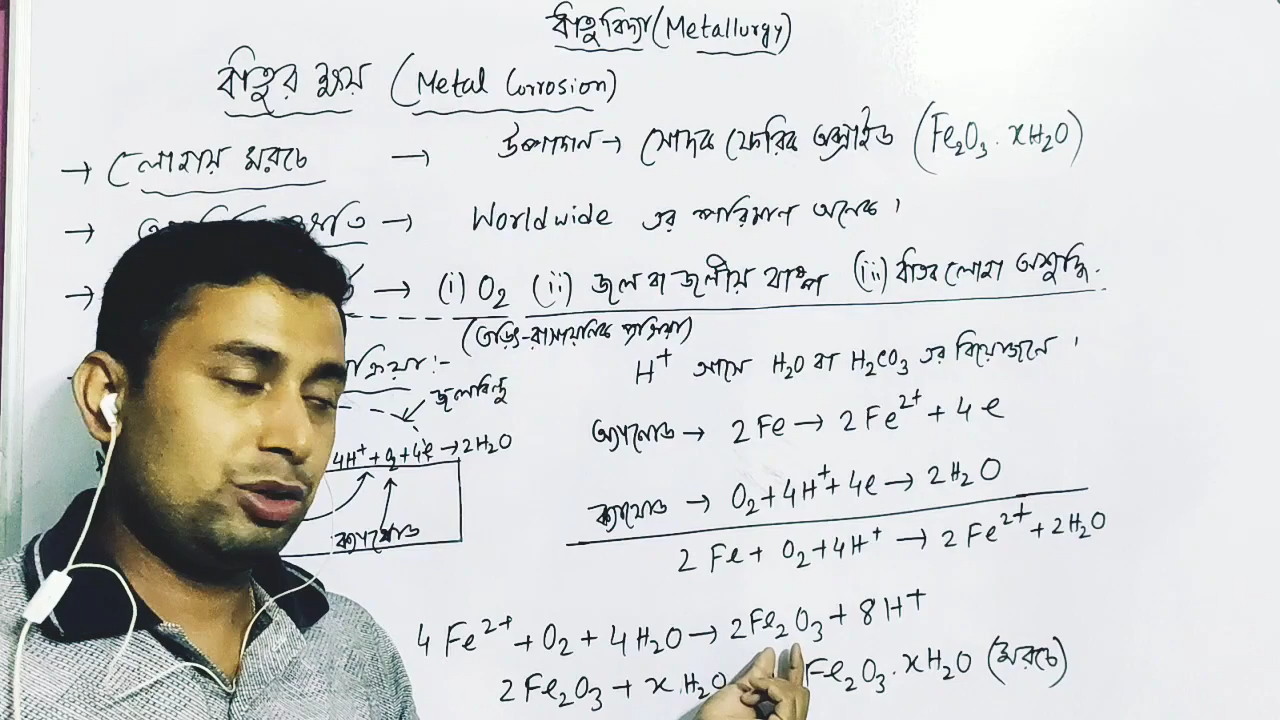 ধাতুবিদ্যা (Metallurgy)
ধাতুর ক্ষয় (Metal Corrosion)
→ লোহায় মরচে → উপাদান → সোদক ফেরিক অক্সাইড (Fe₂O₃. xH₂O)
→ → Worldwide এর পরিমাণ অনেক।
→ → (i) O₂ (ii) জল বা জলীয় বাষ্প (iii) ধাতব লোহা অশুদ্ধি.
(তড়িৎ-রাসায়নিক প্রক্রিয়া)
ক্রিয়া:-
H⁺ আসে H₂O বা H₂CO₃ এর বিয়োজনে।
জলবিন্দু
অ্যানোড → 2Fe → 2Fe²⁺ + 4e
4H⁺ + O₂ + 4e → 2H₂O
ক্যাথোড → O₂ + 4H⁺ + 4e → 2H₂O
ক্যাথোড
2Fe + O₂ + 4H⁺ → 2Fe²⁺ + 2H₂O
4Fe²⁺ + O₂ + 4H₂O → 2Fe₂O₃ + 8H⁺
2Fe₂O₃ + x.H₂O Fe₂O₃. xH₂O (মরচে)